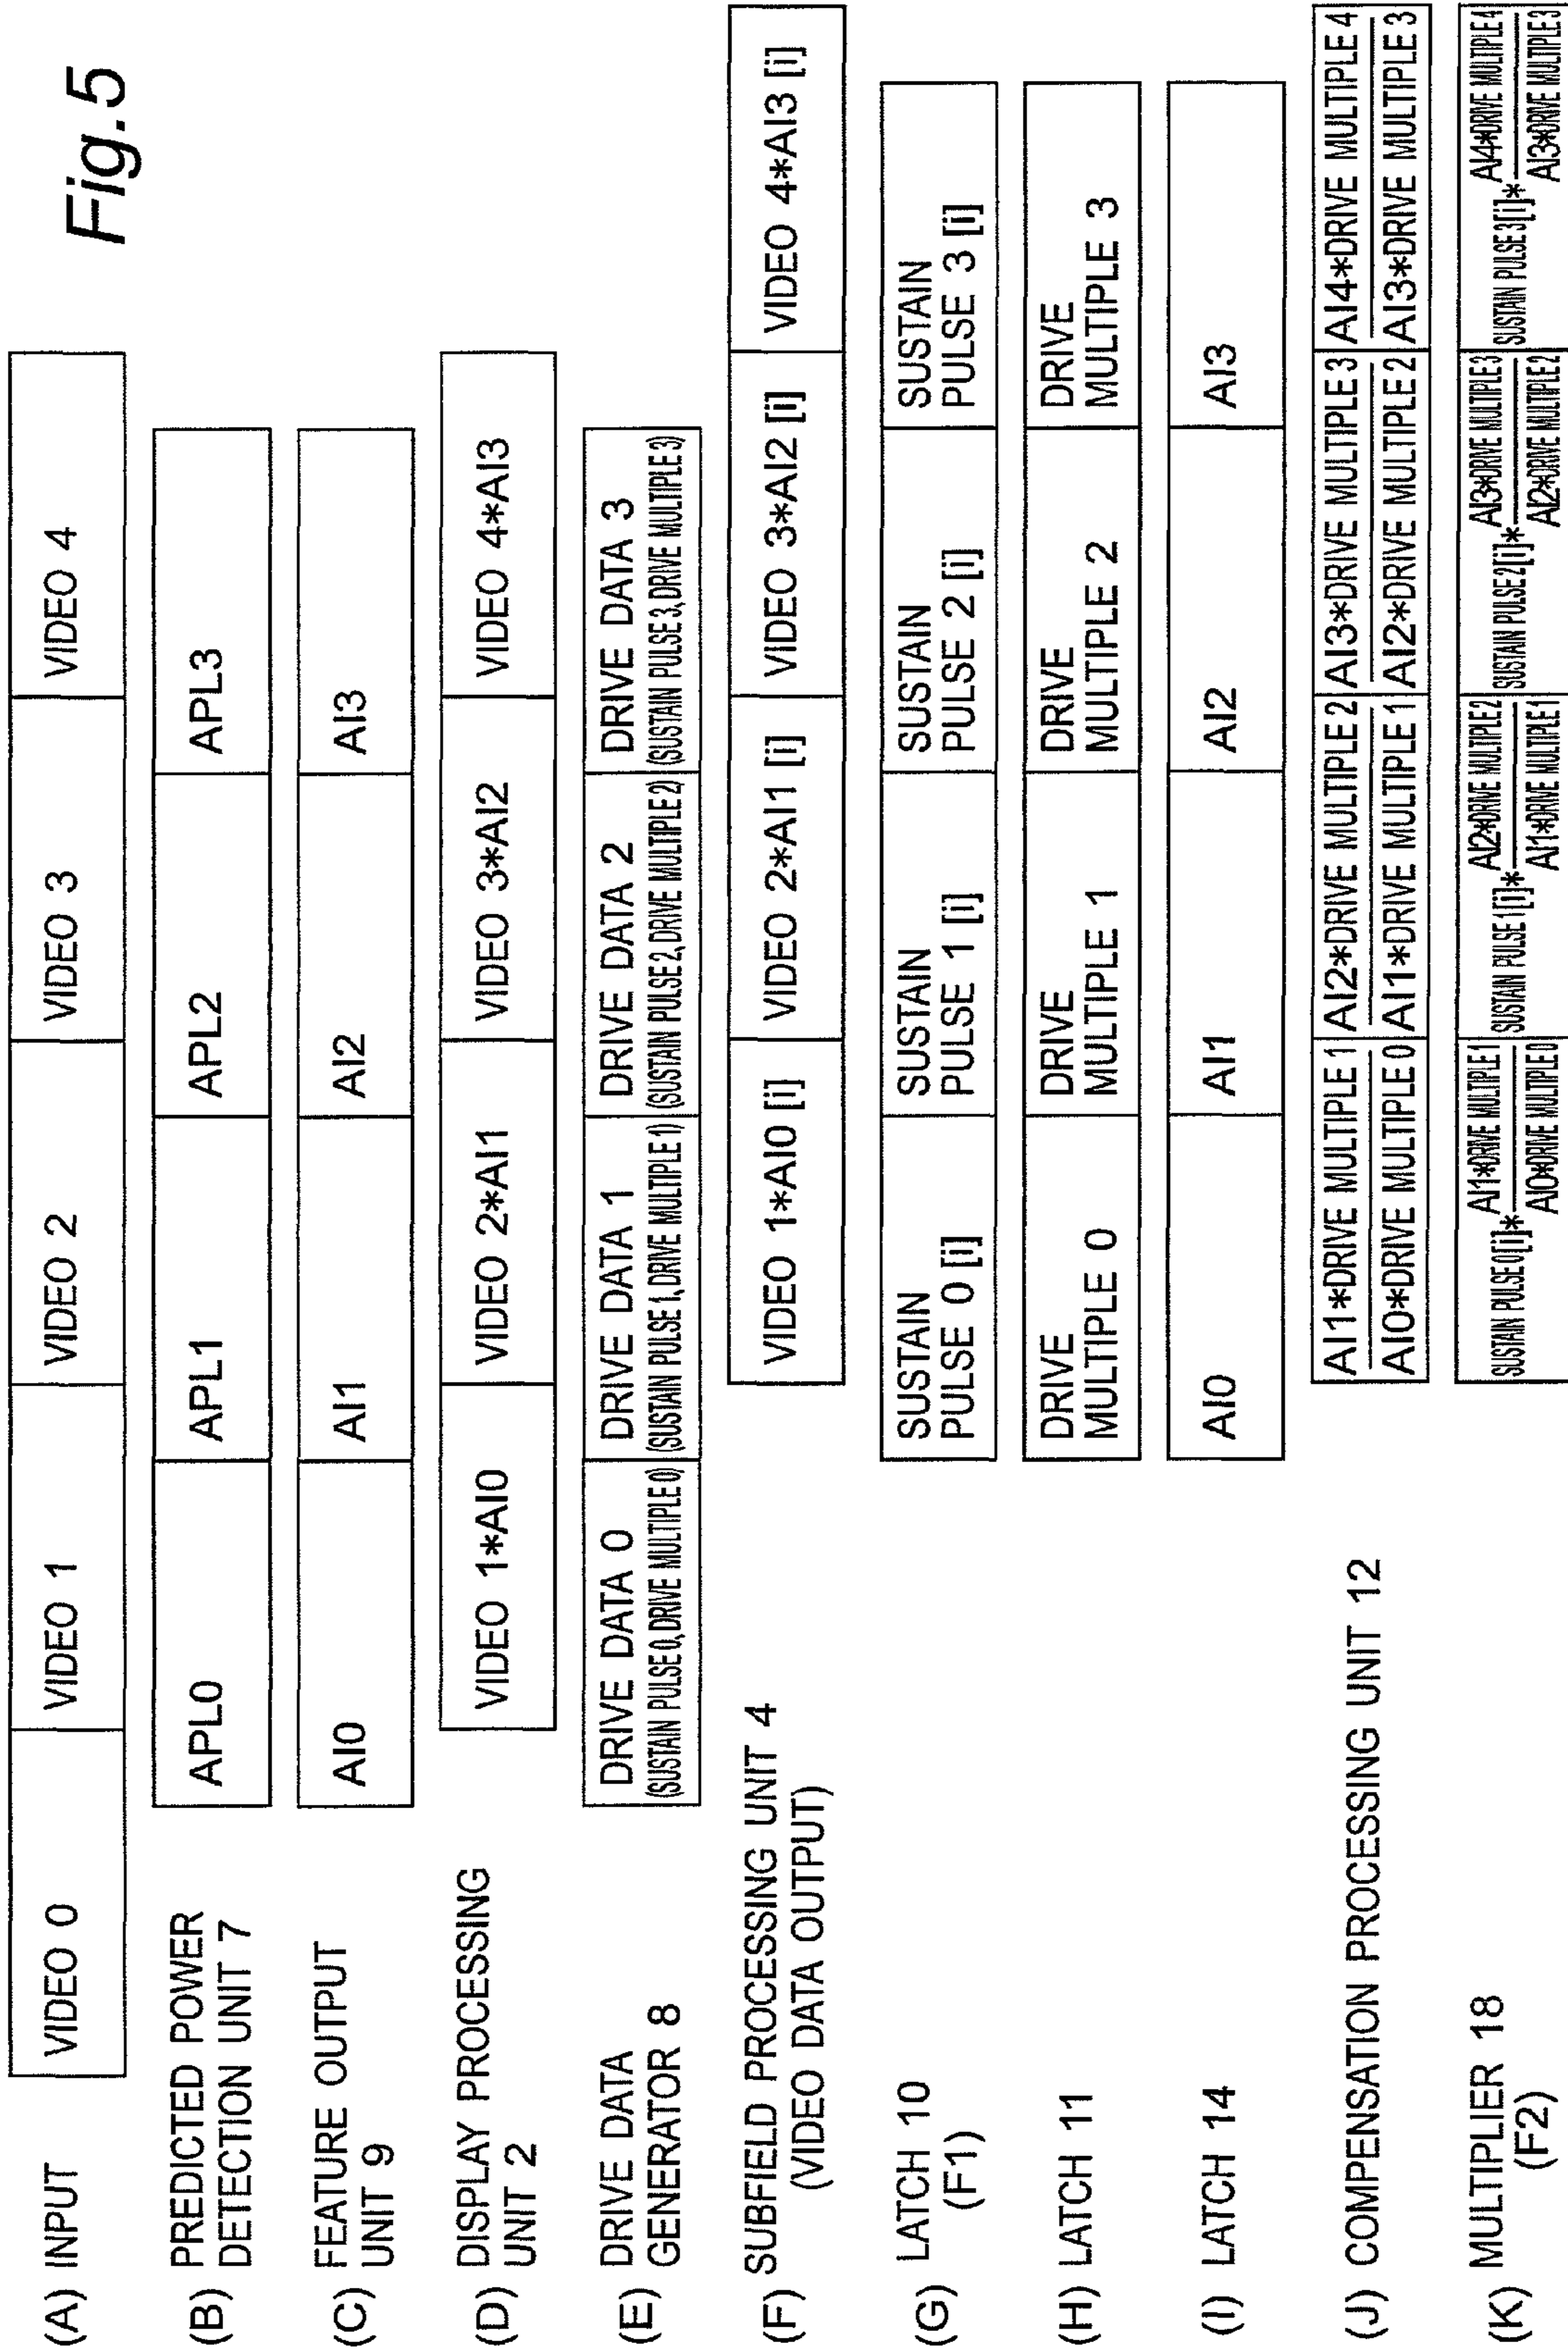 Fig.5
(A) INPUT
VIDEO 0
VIDEO 1
VIDEO 2
VIDEO 3
VIDEO 4
(B) PREDICTED POWER
DETECTION UNIT 7
APL0
APL1
APL2
APL3
(C) FEATURE OUTPUT
UNIT 9
AI0
AI1
AI2
AI3
(D) DISPLAY PROCESSING
UNIT 2
VIDEO 1*AI0
VIDEO 2*AI1
VIDEO 3*AI2
VIDEO 4*AI3
(E) DRIVE DATA
GENERATOR 8
DRIVE DATA 0
(SUSTAIN PULSE 0, DRIVE MULTIPLE 0)
DRIVE DATA 1
(SUSTAIN PULSE 1, DRIVE MULTIPLE 1)
DRIVE DATA 2
(SUSTAIN PULSE 2, DRIVE MULTIPLE 2)
DRIVE DATA 3
(SUSTAIN PULSE 3, DRIVE MULTIPLE 3)
(F) SUBFIELD PROCESSING UNIT 4
(VIDEO DATA OUTPUT)
VIDEO 1*AI0 [i]
VIDEO 2*AI1 [i]
VIDEO 3*AI2 [i]
VIDEO 4*AI3 [i]
(G) LATCH 10
(F1)
SUSTAIN
PULSE 0 [i]
SUSTAIN
PULSE 1 [i]
SUSTAIN
PULSE 2 [i]
SUSTAIN
PULSE 3 [i]
(H) LATCH 11
DRIVE
MULTIPLE 0
DRIVE
MULTIPLE 1
DRIVE
MULTIPLE 2
DRIVE
MULTIPLE 3
(I) LATCH 14
AI0
AI1
AI2
AI3
(J) COMPENSATION PROCESSING UNIT 12
AI1*DRIVE MULTIPLE 1
AI0*DRIVE MULTIPLE 0
AI2*DRIVE MULTIPLE 2
AI1*DRIVE MULTIPLE 1
AI3*DRIVE MULTIPLE 3
AI2*DRIVE MULTIPLE 2
AI4*DRIVE MULTIPLE 4
AI3*DRIVE MULTIPLE 3
(K) MULTIPLIER 18
(F2)
SUSTAIN PULSE 0[i]*
AI1*DRIVE MULTIPLE 1
AI0*DRIVE MULTIPLE 0
SUSTAIN PULSE 1[i]*
AI2*DRIVE MULTIPLE 2
AI1*DRIVE MULTIPLE 1
SUSTAIN PULSE 2[i]*
AI3*DRIVE MULTIPLE 3
AI2*DRIVE MULTIPLE 2
SUSTAIN PULSE 3[i]*
AI4*DRIVE MULTIPLE 4
AI3*DRIVE MULTIPLE 3